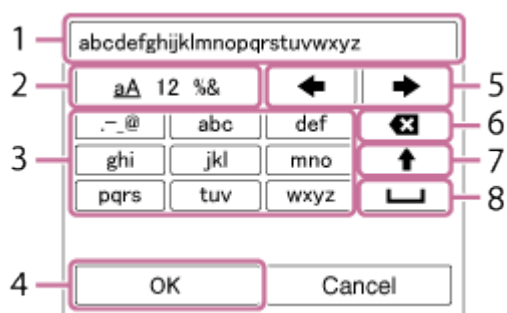 1 abcdefghijklmnopqrstuvwxyz
2 aA 12 %& 5
.-_@ abc def 6
3 ghi jkl mno 7
pqrs tuv wxyz 8
4 OK Cancel